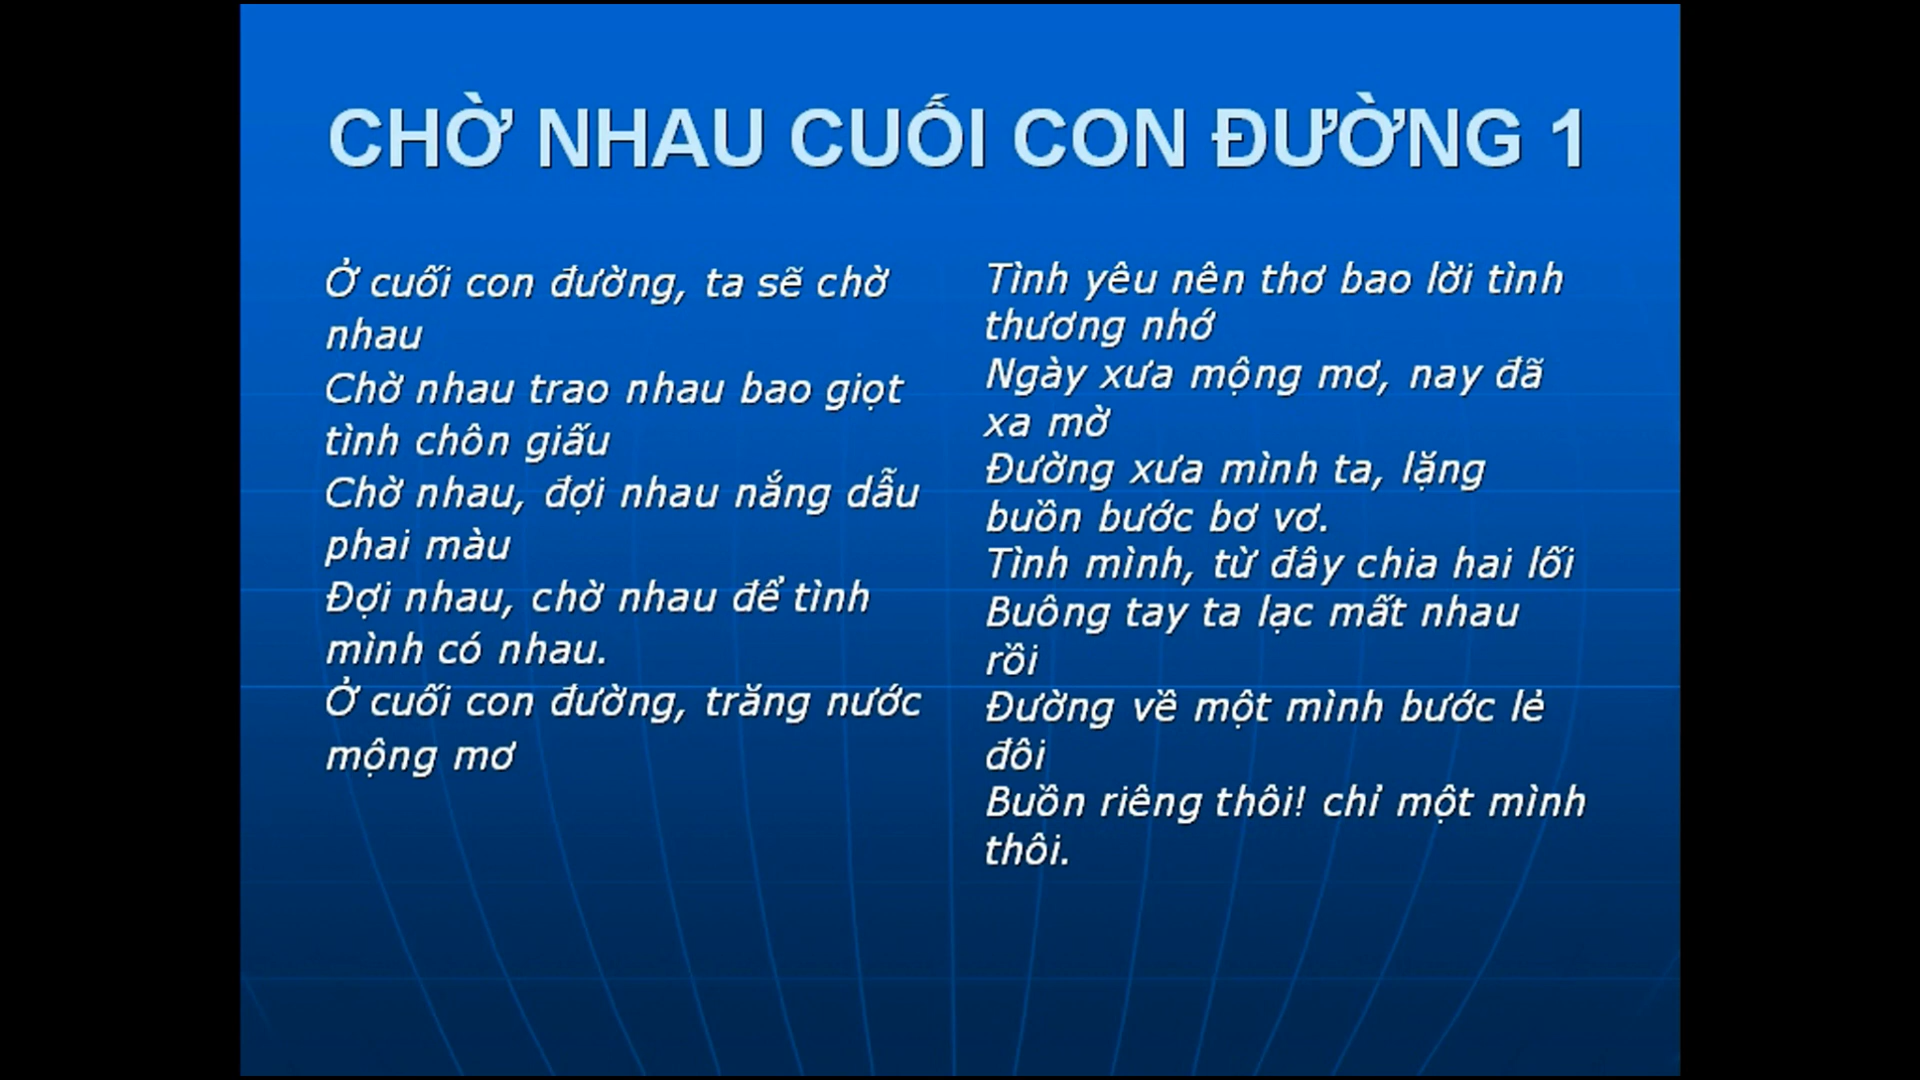 CHỜ NHAU CUỐI CON ĐƯỜNG 1
Ở cuối con đường, ta sẽ chờ
nhau
Chờ nhau trao nhau bao giọt
tình chôn giấu
Chờ nhau, đợi nhau nắng dẫu
phai màu
Đợi nhau, chờ nhau để tình
mình có nhau.
Ở cuối con đường, trăng nước
mộng mơ
Tình yêu nên thơ bao lời tình
thương nhớ
Ngày xưa mộng mơ, nay đã
xa mờ
Đường xưa mình ta, lặng
buồn bước bơ vơ.
Tình mình, từ đây chia hai lối
Buông tay ta lạc mất nhau
rồi
Đường về một mình bước lẻ
đôi
Buồn riêng thôi! chỉ một mình
thôi.